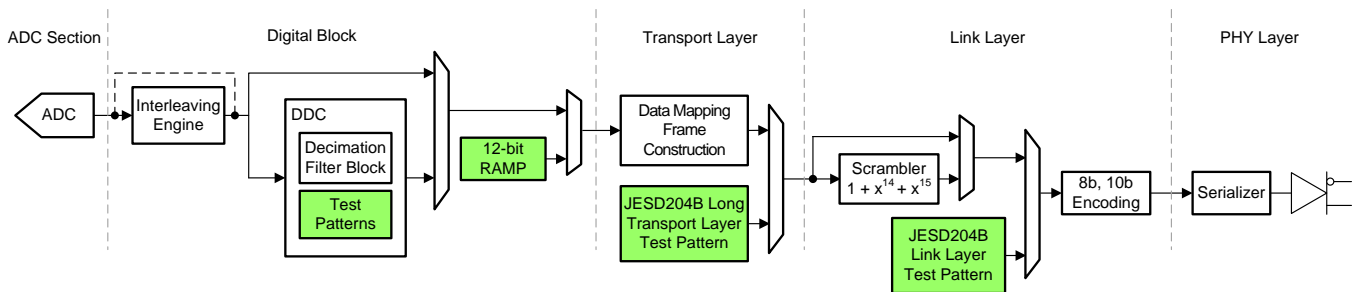 ADC Section
Digital Block
Transport Layer
Link Layer
PHY Layer
ADC
Interleaving
Engine
DDC
Decimation
Filter Block
Test
Patterns
12-bit
RAMP
Data Mapping
Frame
Construction
JESD204B Long
Transport Layer
Test Pattern
Scrambler
1 + x¹⁴ + x¹⁵
JESD204B
Link Layer
Test Pattern
8b, 10b
Encoding
Serializer